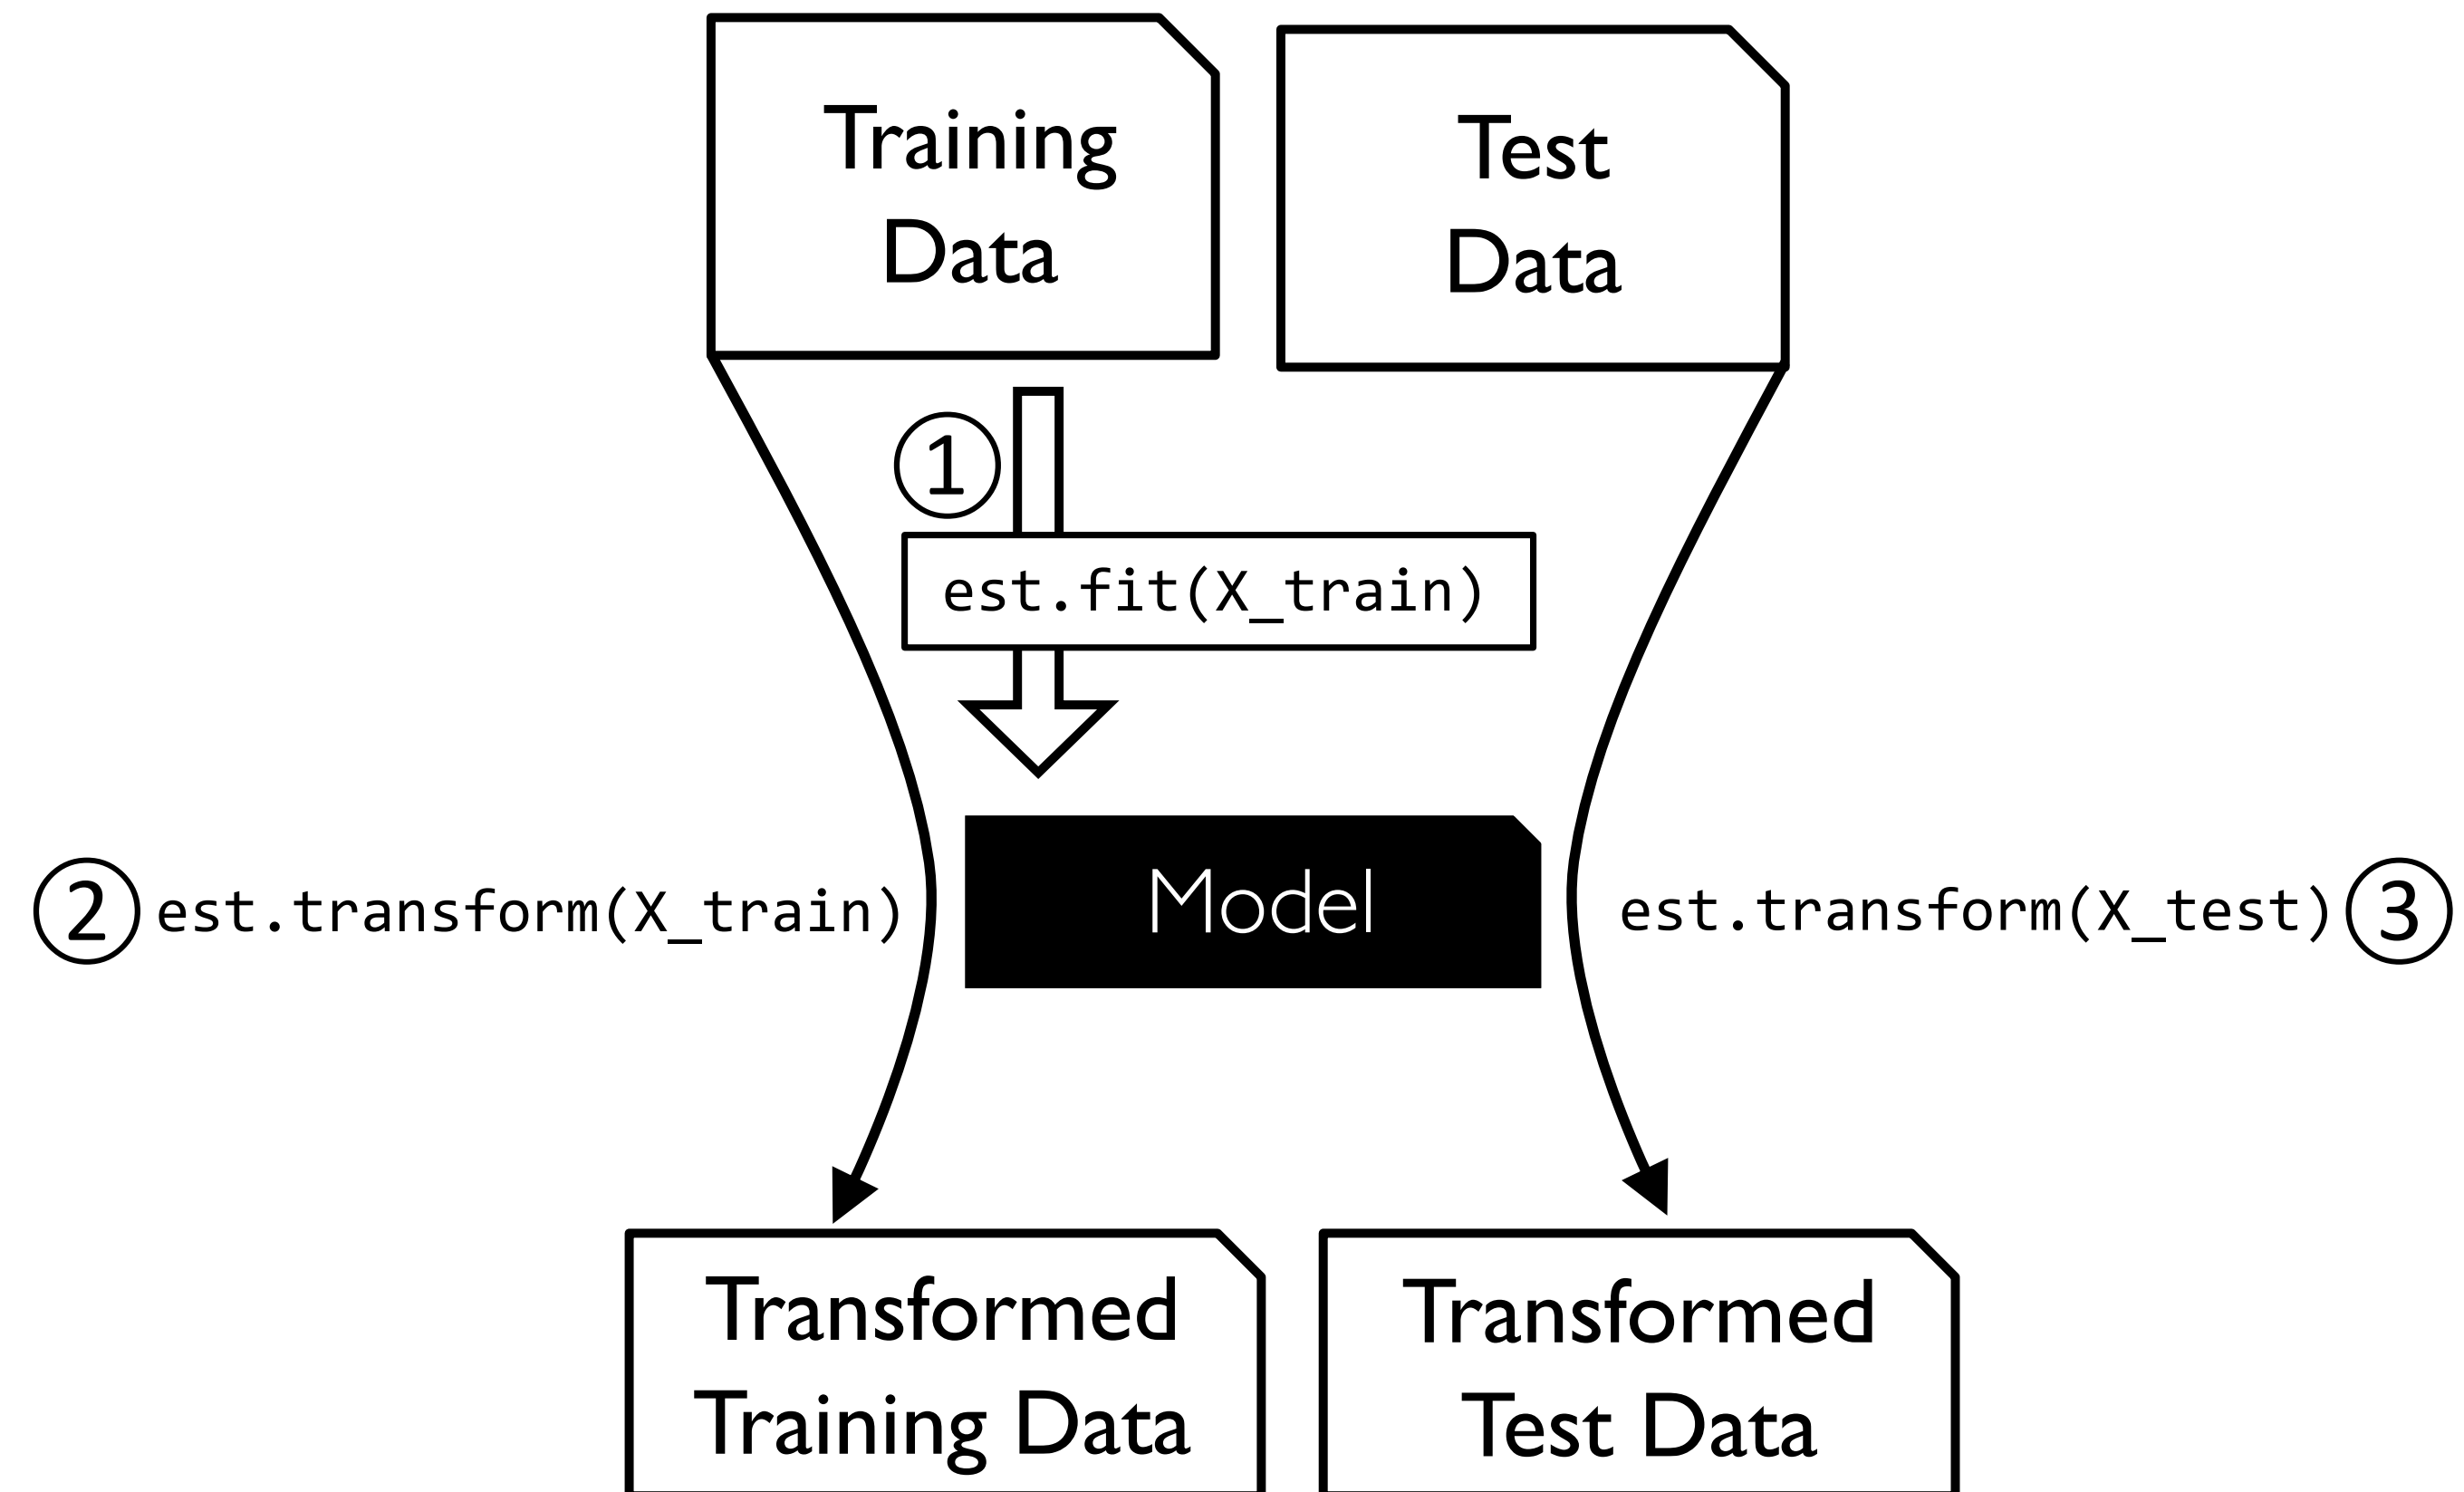 Training
Data
Test
Data
1
est.fit(X_train)
2 est.transform(X_train)
Model
est.transform(X_test) 3
Transformed
Training Data
Transformed
Test Data